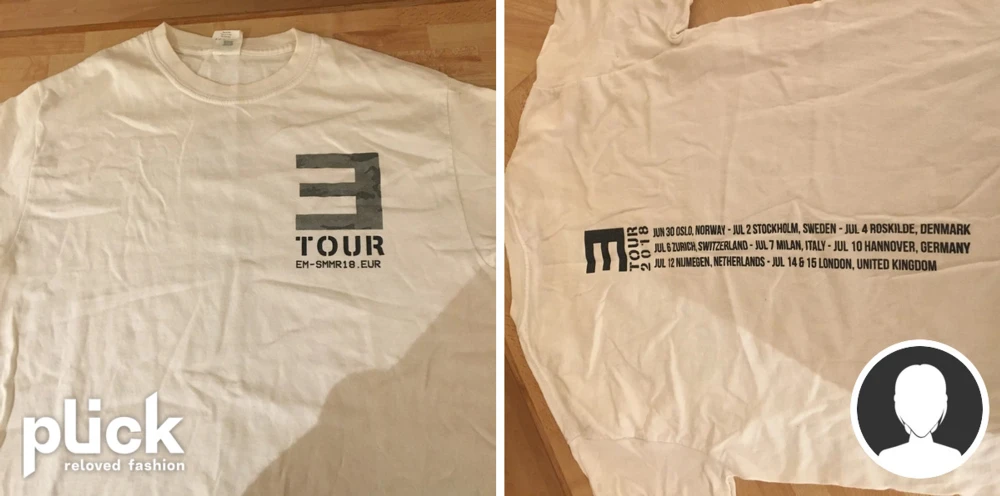 Ǝ
TOUR
EM-SMMR18.EUR
plick
reloved fashion
Ǝ TOUR 2018
JUN 30 OSLO, NORWAY - JUL 2 STOCKHOLM, SWEDEN - JUL 4 ROSKILDE, DENMARK
JUL 6 ZURICH, SWITZERLAND - JUL 7 MILAN, ITALY - JUL 10 HANNOVER, GERMANY
JUL 12 NIJMEGEN, NETHERLANDS - JUL 14 & 15 LONDON, UNITED KINGDOM